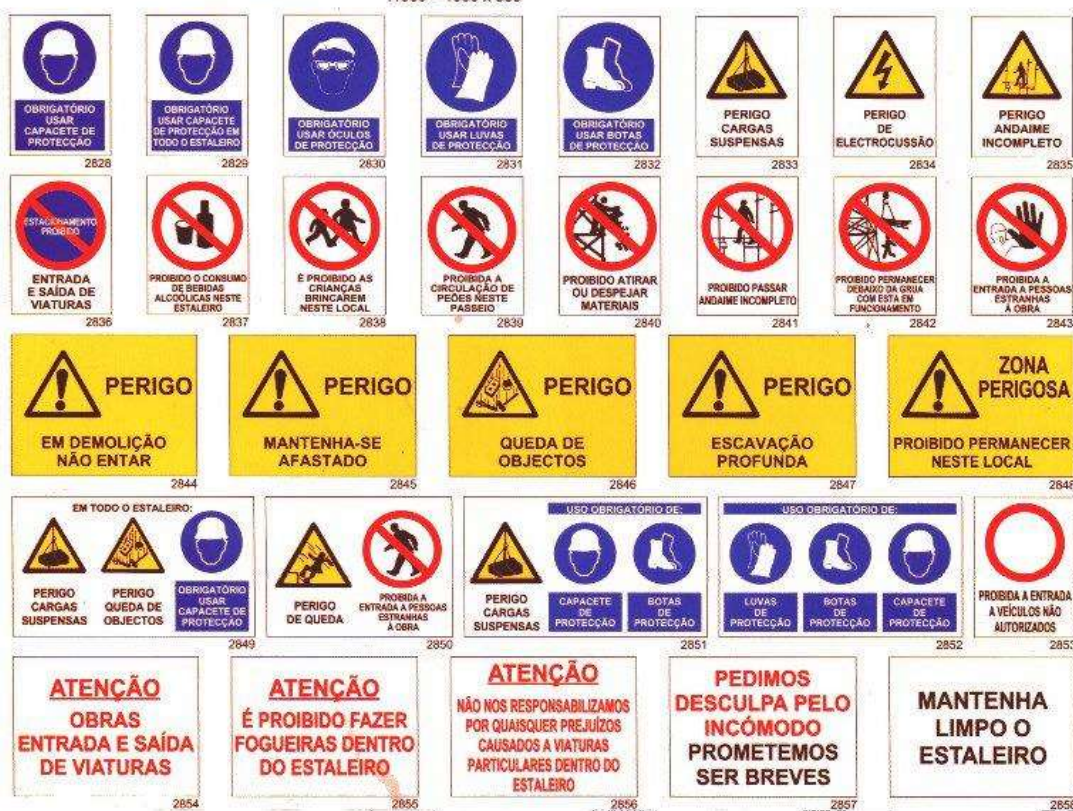 OBRIGATÓRIO
USAR
CAPACETE DE
PROTECÇÃO
2828
OBRIGATÓRIO
USAR CAPACETE
DE PROTECÇÃO EM
TODO O ESTALEIRO
2829
OBRIGATÓRIO
USAR ÓCULOS
DE PROTECÇÃO
2830
OBRIGATÓRIO
USAR LUVAS
DE PROTECÇÃO
2831
OBRIGATÓRIO
USAR BOTAS
DE PROTECÇÃO
2832
PERIGO
CARGAS
SUSPENSAS
2833
PERIGO
DE
ELECTROCUSSÃO
2834
PERIGO
ANDAIME
INCOMPLETO
2835
ESTACIONAMENTO
PROIBIDO
ENTRADA
E SAÍDA DE
VIATURAS
2836
PROIBIDO O CONSUMO
DE BEBIDAS
ALCOÓLICAS NESTE
ESTALEIRO
2837
É PROIBIDO AS
CRIANÇAS
BRINCAREM
NESTE LOCAL
2838
PROIBIDA A
CIRCULAÇÃO DE
PEÕES NESTE
PASSEIO
2839
PROIBIDO ATIRAR
OU DESPEJAR
MATERIAIS
2840
PROIBIDO PASSAR
ANDAIME INCOMPLETO
2841
PROIBIDO PERMANECER
DEBAIXO DA GRUA
COM ESTA EM
FUNCIONAMENTO
2842
PROIBIDA A
ENTRADA A PESSOAS
ESTRANHAS
À OBRA
2843
PERIGO
EM DEMOLIÇÃO
NÃO ENTAR
2844
PERIGO
MANTENHA-SE
AFASTADO
2845
PERIGO
QUEDA DE
OBJECTOS
2846
PERIGO
ESCAVAÇÃO
PROFUNDA
2847
ZONA
PERIGOSA
PROIBIDO PERMANECER
NESTE LOCAL
2848
EM TODO O ESTALEIRO:
PERIGO
CARGAS
SUSPENSAS
PERIGO
QUEDA DE
OBJECTOS
OBRIGATÓRIO
USAR
CAPACETE DE
PROTECÇÃO
2849
PERIGO
DE QUEDA
PROIBIDA A
ENTRADA A PESSOAS
ESTRANHAS
À OBRA
2850
PERIGO
CARGAS
SUSPENSAS
USO OBRIGATÓRIO DE:
CAPACETE
DE
PROTECÇÃO
BOTAS
DE
PROTECÇÃO
2851
USO OBRIGATÓRIO DE:
LUVAS
DE
PROTECÇÃO
BOTAS
DE
PROTECÇÃO
CAPACETE
DE
PROTECÇÃO
2852
PROIBIDA A ENTRADA
A VEÍCULOS NÃO
AUTORIZADOS
2853
ATENÇÃO
OBRAS
ENTRADA E SAÍDA
DE VIATURAS
2854
ATENÇÃO
É PROIBIDO FAZER
FOGUEIRAS DENTRO
DO ESTALEIRO
2855
ATENÇÃO
NÃO NOS RESPONSABILIZAMOS
POR QUAISQUER PREJUÍZOS
CAUSADOS A VIATURAS
PARTICULARES DENTRO DO
ESTALEIRO
2856
PEDIMOS
DESCULPA PELO
INCÓMODO
PROMETEMOS
SER BREVES
2857
MANTENHA
LIMPO O
ESTALEIRO